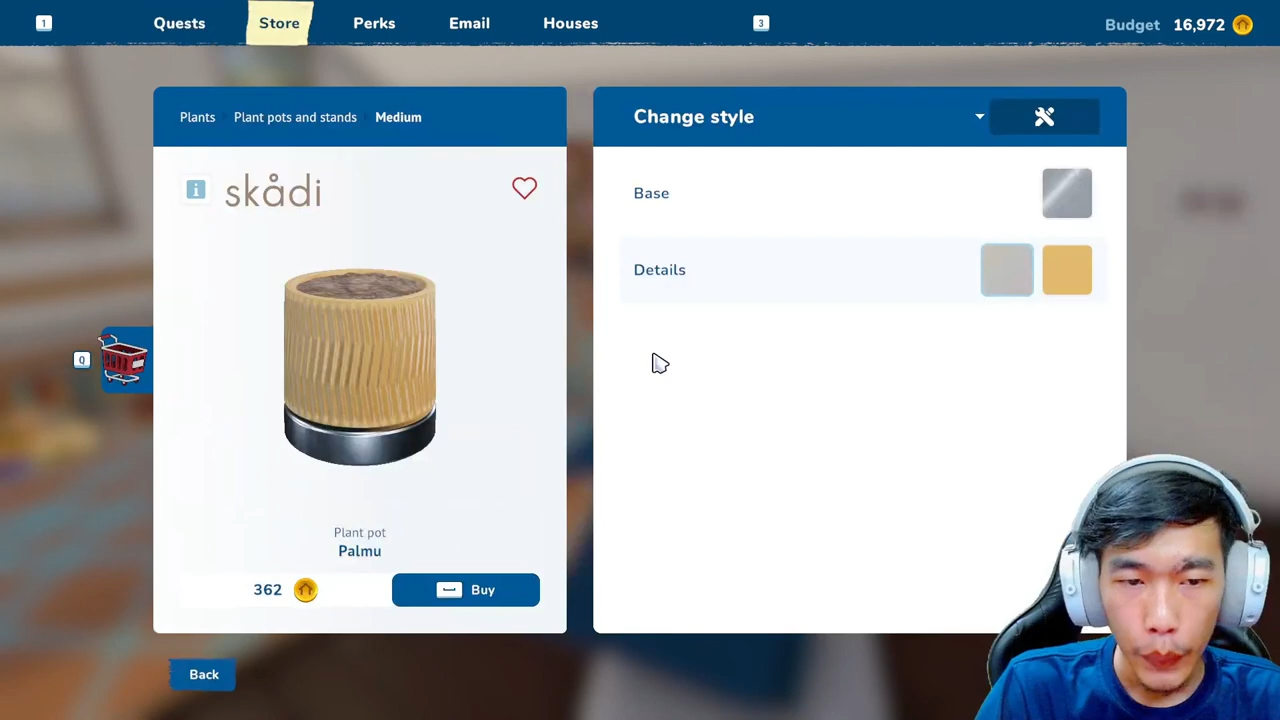 1 Quests Store Perks Email Houses 3 Budget 16,972
Plants Plant pots and stands Medium
i skådi
Q
Plant pot
Palmu
362 Buy
Back
Change style
Base
Details